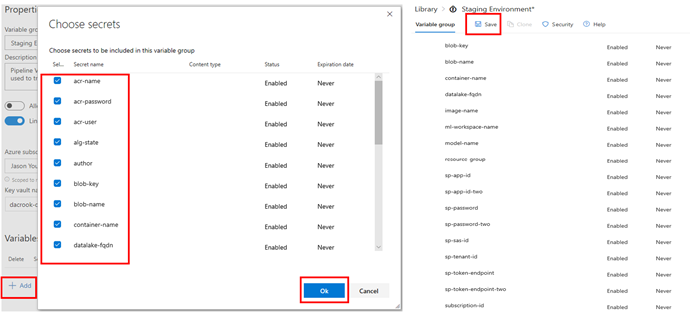 Properti
Variable gro
Staging E
Description
Pipeline V
used to tr
Allo
Lin
Azure subsc
Jason You
Scoped to r
Key vault na
dacrook-c
Variables
Delete
+ Add
Choose secrets
Choose secrets to be included in this variable group
Sel... Secret name Content type Status Expiration date
acr-name Enabled Never
acr-password Enabled Never
acr-user Enabled Never
alg-state Enabled Never
author Enabled Never
blob-key Enabled Never
blob-name Enabled Never
container-name Enabled Never
datalake-fqdn Enabled Never
Ok Cancel
Library > Staging Environment*
Variable group Save Clone Security Help
blob-key Enabled Never
blob-name Enabled Never
container-name Enabled Never
datalake-fqdn Enabled Never
image-name Enabled Never
ml-workspace-name Enabled Never
model-name Enabled Never
resource_group Enabled Never
sp-app-id Enabled Never
sp-app-id-two Enabled Never
sp-password Enabled Never
sp-password-two Enabled Never
sp-sas-id Enabled Never
sp-tenant-id Enabled Never
sp-token-endpoint Enabled Never
sp-token-endpoint-two Enabled Never
subscription-id Enabled Never